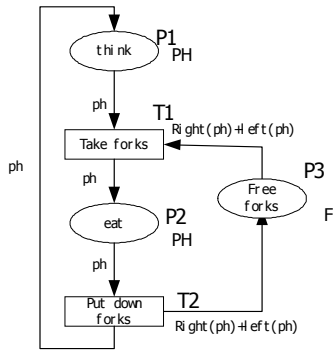 P1
think
PH
ph
T1
Right(ph)+left(ph)
Take forks
P3
ph
ph
Free
forks
P2
eat
F
PH
ph
Put down
forks
T2
Right(ph)+left(ph)